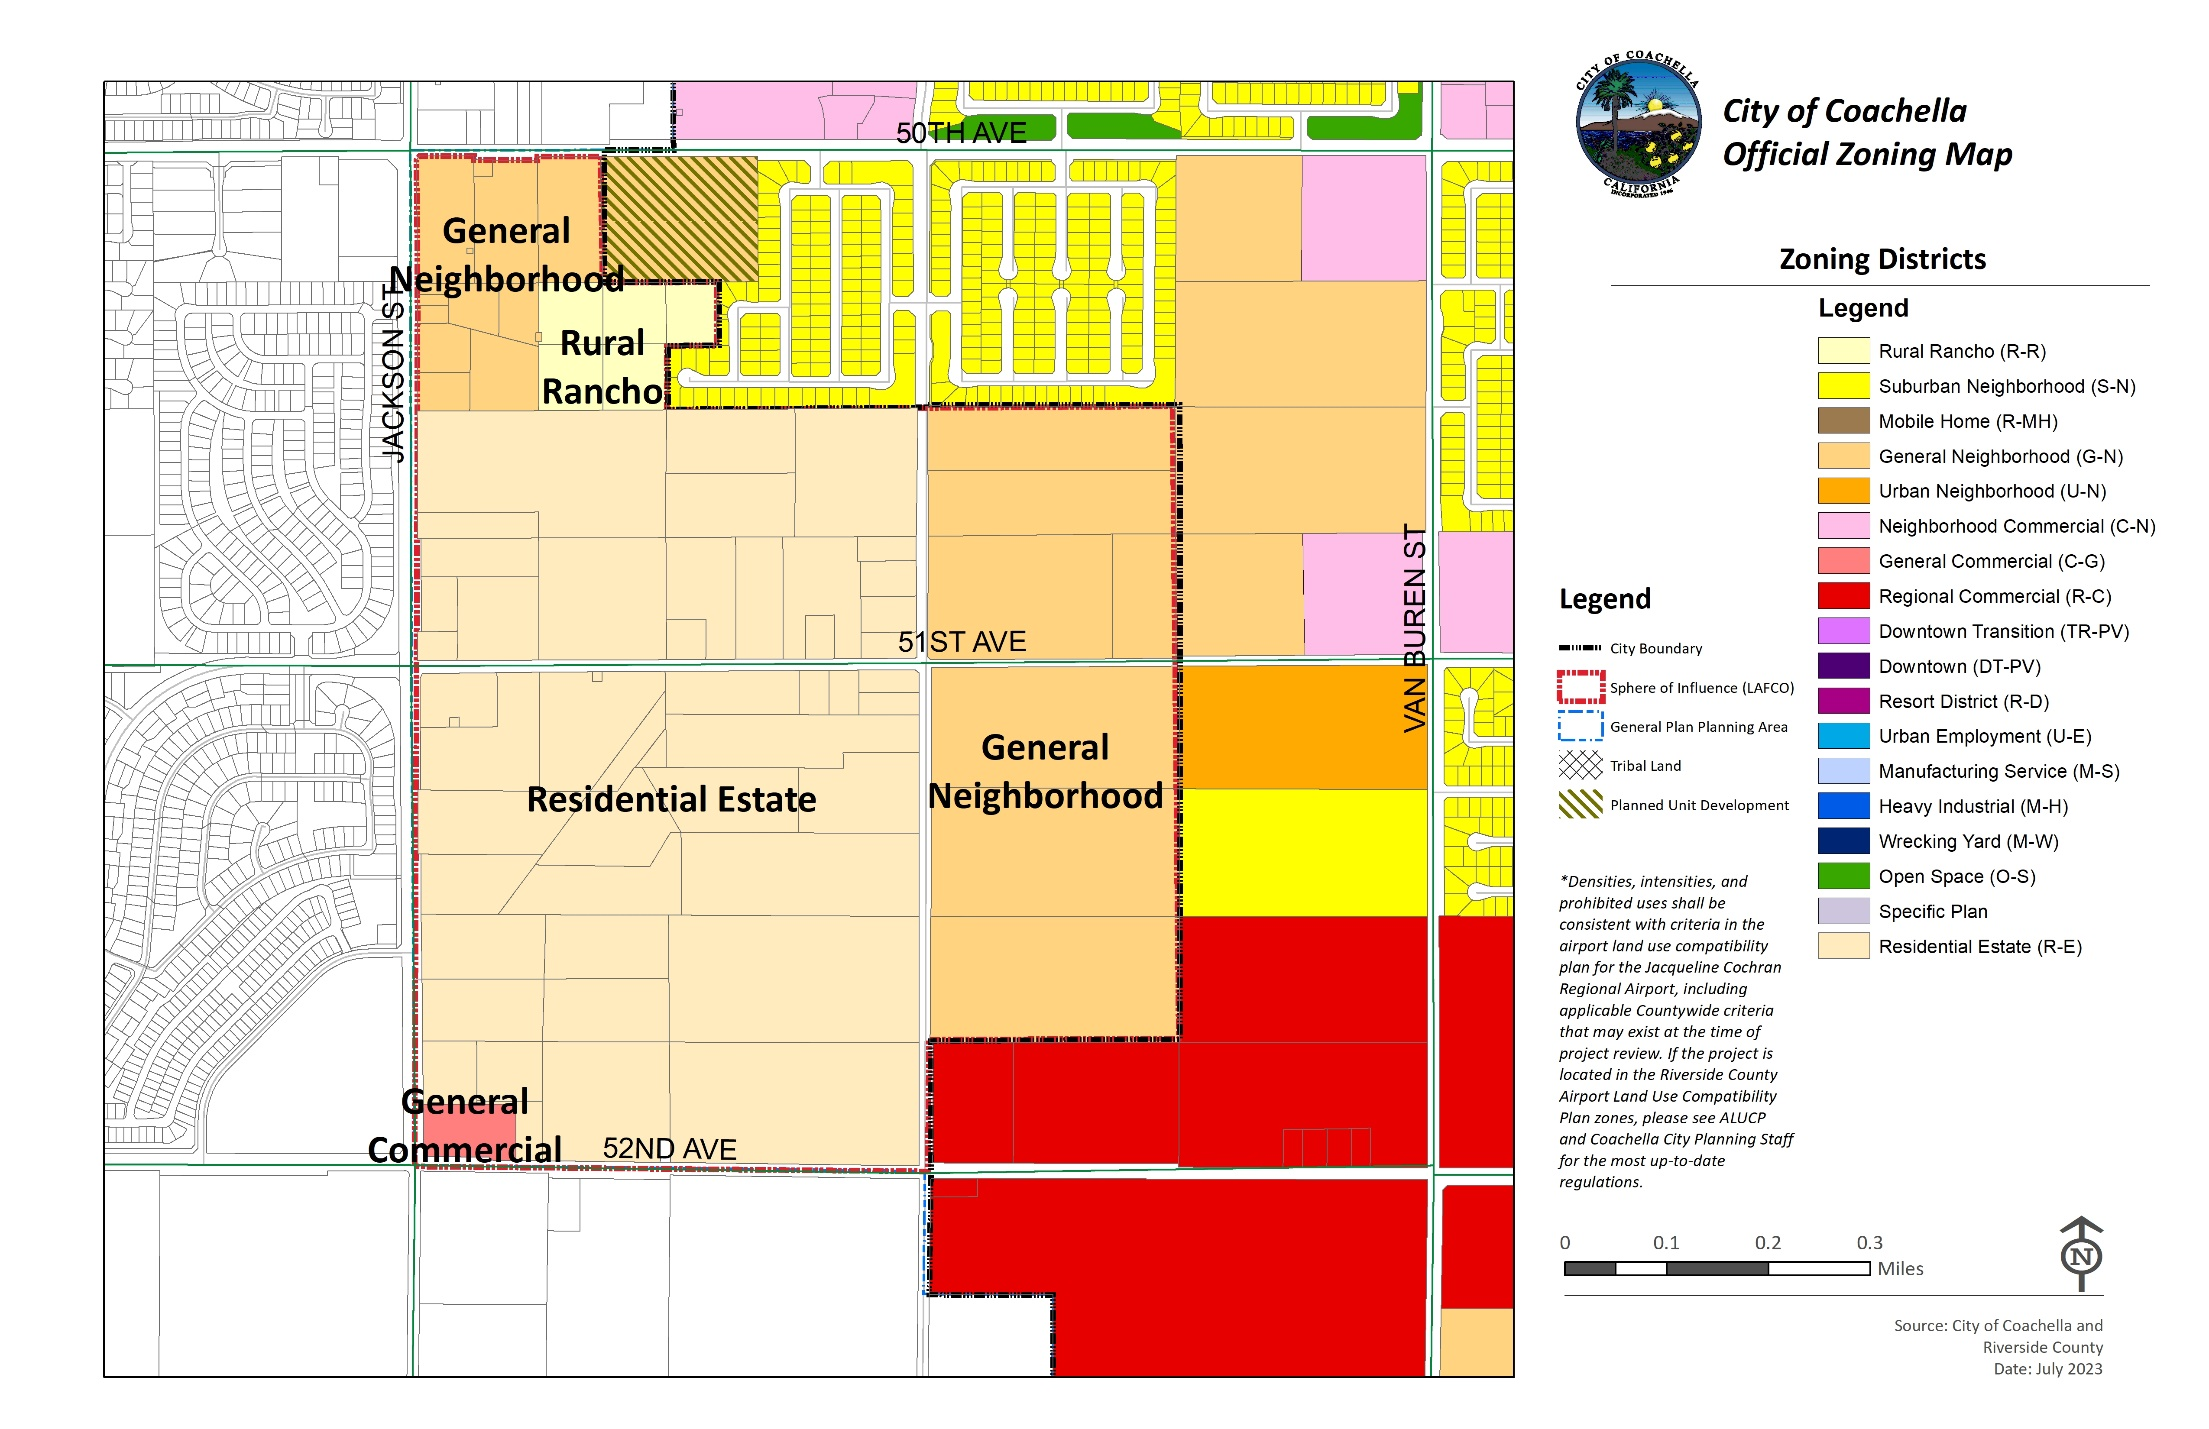 50TH AVE
General
Neighborhood
Rural
Rancho
JACKSON ST
51ST AVE
VAN BUREN ST
General
Neighborhood
Residential Estate
General
Commercial
52ND AVE
CITY OF COACHELLA
CALIFORNIA
INCORPORATED 1946
City of Coachella
Official Zoning Map
Zoning Districts
Legend
Rural Rancho (R-R)
Suburban Neighborhood (S-N)
Mobile Home (R-MH)
General Neighborhood (G-N)
Urban Neighborhood (U-N)
Neighborhood Commercial (C-N)
General Commercial (C-G)
Regional Commercial (R-C)
Downtown Transition (TR-PV)
Downtown (DT-PV)
Resort District (R-D)
Urban Employment (U-E)
Manufacturing Service (M-S)
Heavy Industrial (M-H)
Wrecking Yard (M-W)
Open Space (O-S)
Specific Plan
Residential Estate (R-E)
Legend
City Boundary
Sphere of Influence (LAFCO)
General Plan Planning Area
Tribal Land
Planned Unit Development
*Densities, intensities, and
prohibited uses shall be
consistent with criteria in the
airport land use compatibility
plan for the Jacqueline Cochran
Regional Airport, including
applicable Countywide criteria
that may exist at the time of
project review. If the project is
located in the Riverside County
Airport Land Use Compatibility
Plan zones, please see ALUCP
and Coachella City Planning Staff
for the most up-to-date
regulations.
0 0.1 0.2 0.3
Miles
N
Source: City of Coachella and
Riverside County
Date: July 2023